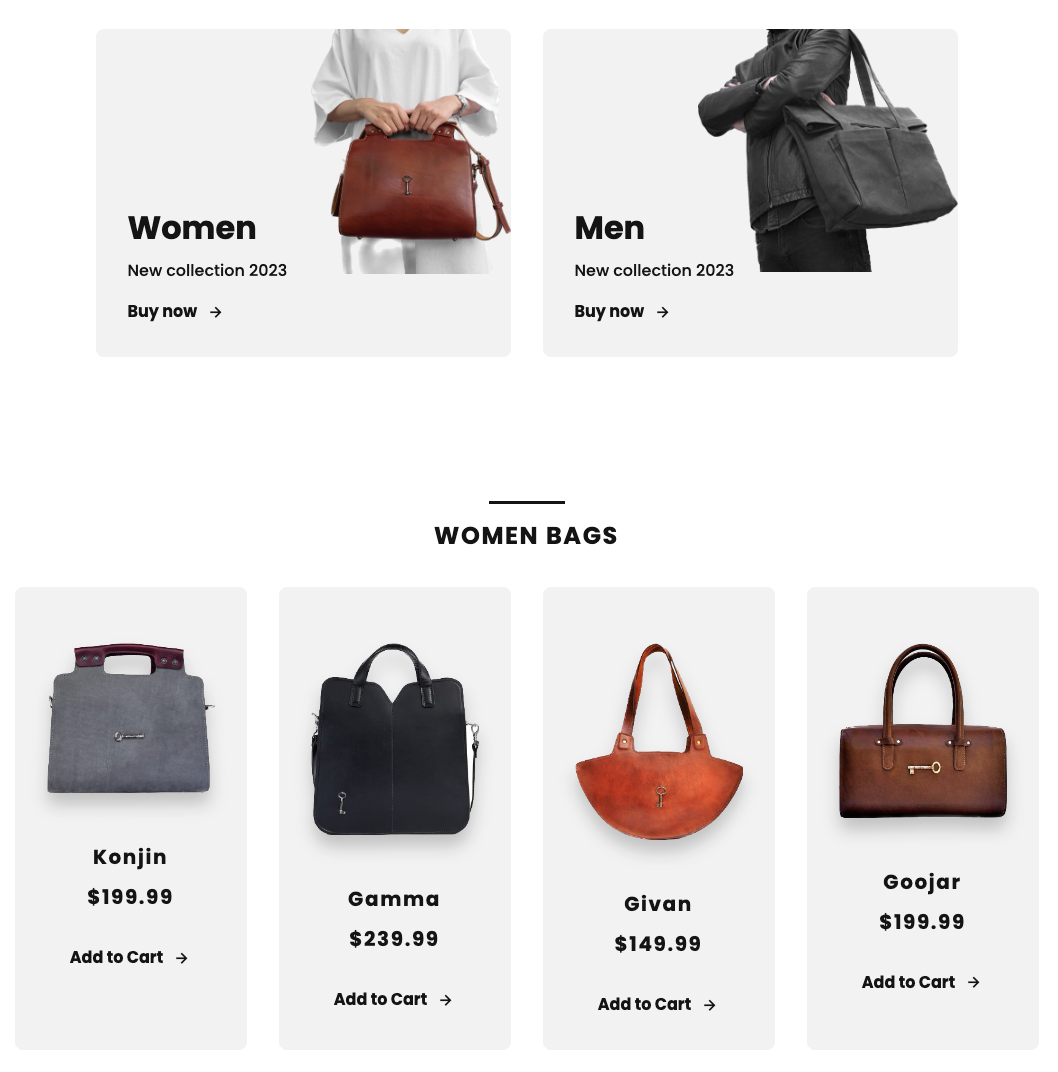 Women
New collection 2023
Buy now →
Men
New collection 2023
Buy now →
WOMEN BAGS
Konjin
$199.99
Add to Cart →
Gamma
$239.99
Add to Cart →
Givan
$149.99
Add to Cart →
Goojar
$199.99
Add to Cart →